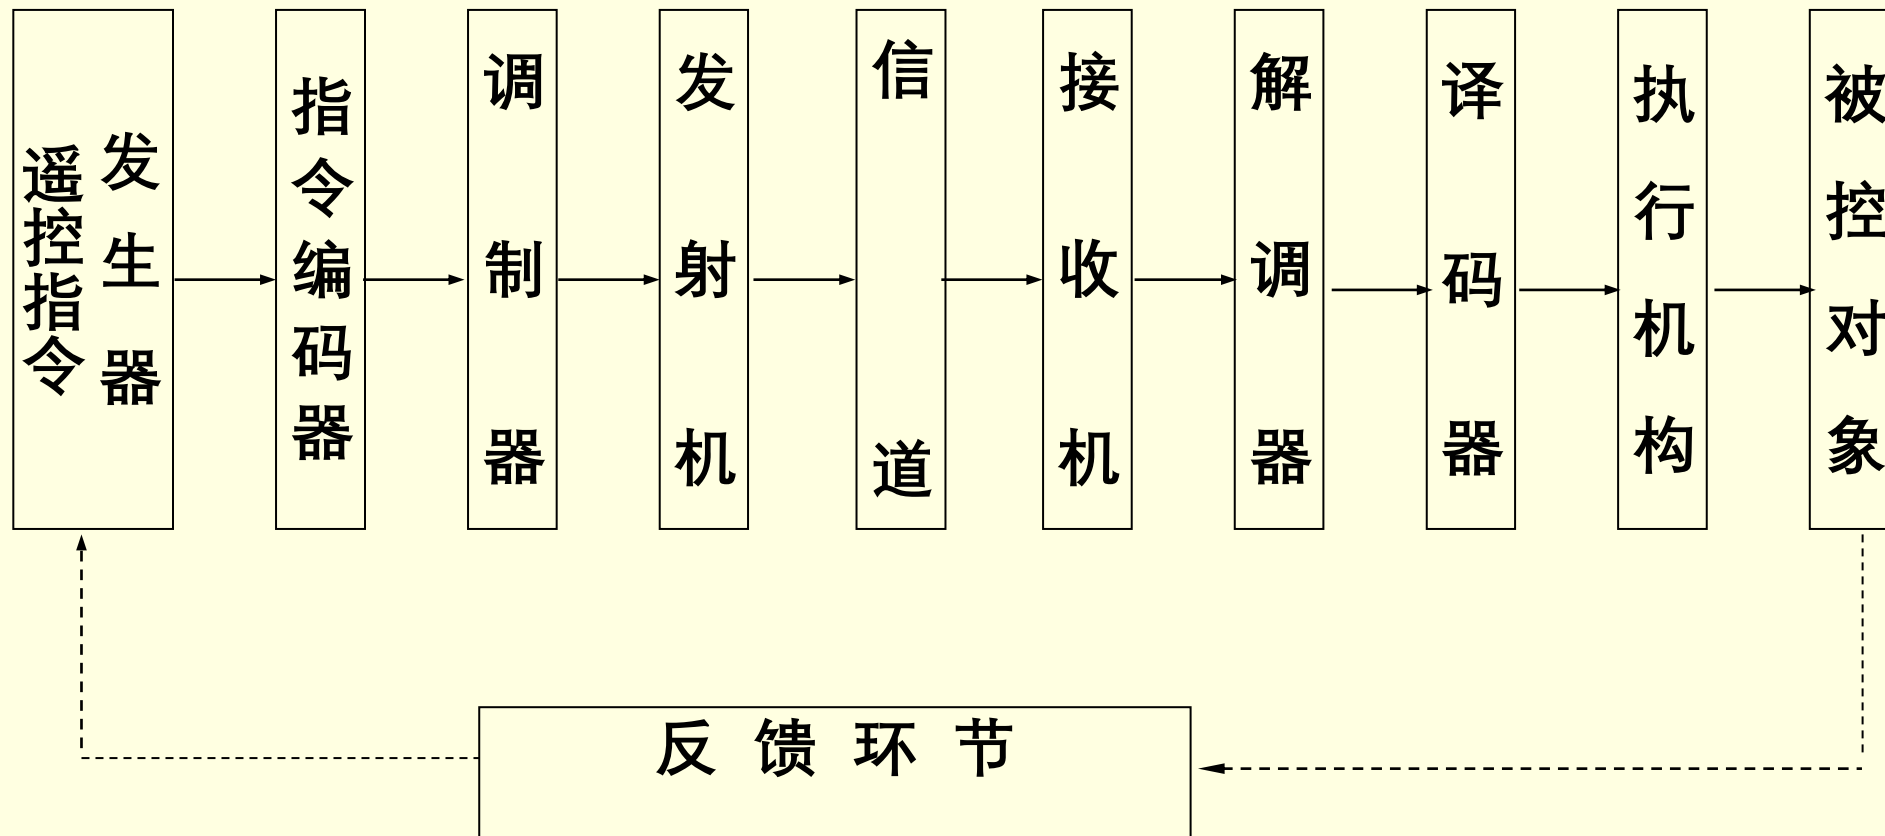 遥控指令
发生器
指令编码器
调制器
发射机
信道
接收机
解调器
译码器
执行机构
被控对象
反馈环节